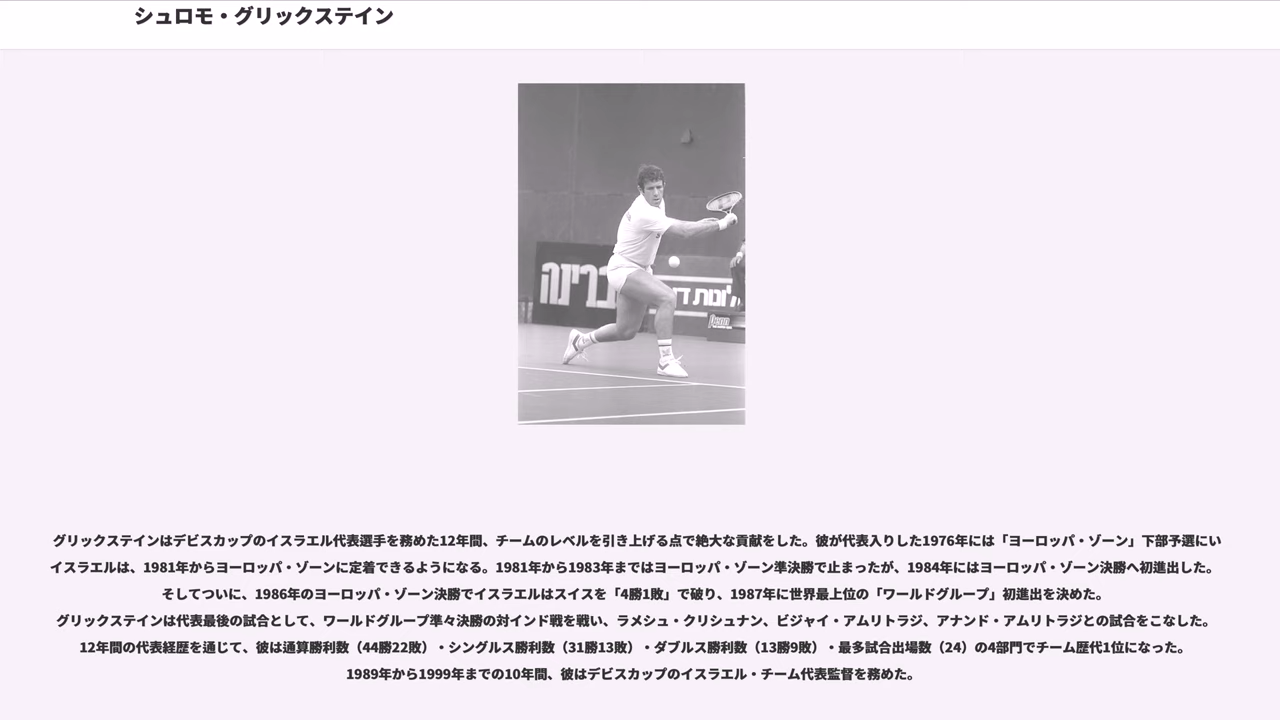 シュロモ・グリックステイン
ברינה
לונות
グリックステインはデビスカップのイスラエル代表選手を務めた12年間、チームのレベルを引き上げる点で絶大な貢献をした。彼が代表入りした1976年には「ヨーロッパ・ゾーン」下部予選にい
イスラエルは、1981年からヨーロッパ・ゾーンに定着できるようになる。1981年から1983年まではヨーロッパ・ゾーン準決勝で止まったが、1984年にはヨーロッパ・ゾーン決勝へ初進出した。
そしてついに、1986年のヨーロッパ・ゾーン決勝でイスラエルはスイスを「4勝1敗」で破り、1987年に世界最上位の「ワールドグループ」初進出を決めた。
グリックステインは代表最後の試合として、ワールドグループ準々決勝の対インド戦を戦い、ラメシュ・クリシュナン、ビジャイ・アムリトラジ、アナンド・アムリトラジとの試合をこなした。
12年間の代表経歴を通じて、彼は通算勝利数（44勝22敗）・シングルス勝利数（31勝13敗）・ダブルス勝利数（13勝9敗）・最多試合出場数（24）の4部門でチーム歴代1位になった。
1989年から1999年までの10年間、彼はデビスカップのイスラエル・チーム代表監督を務めた。